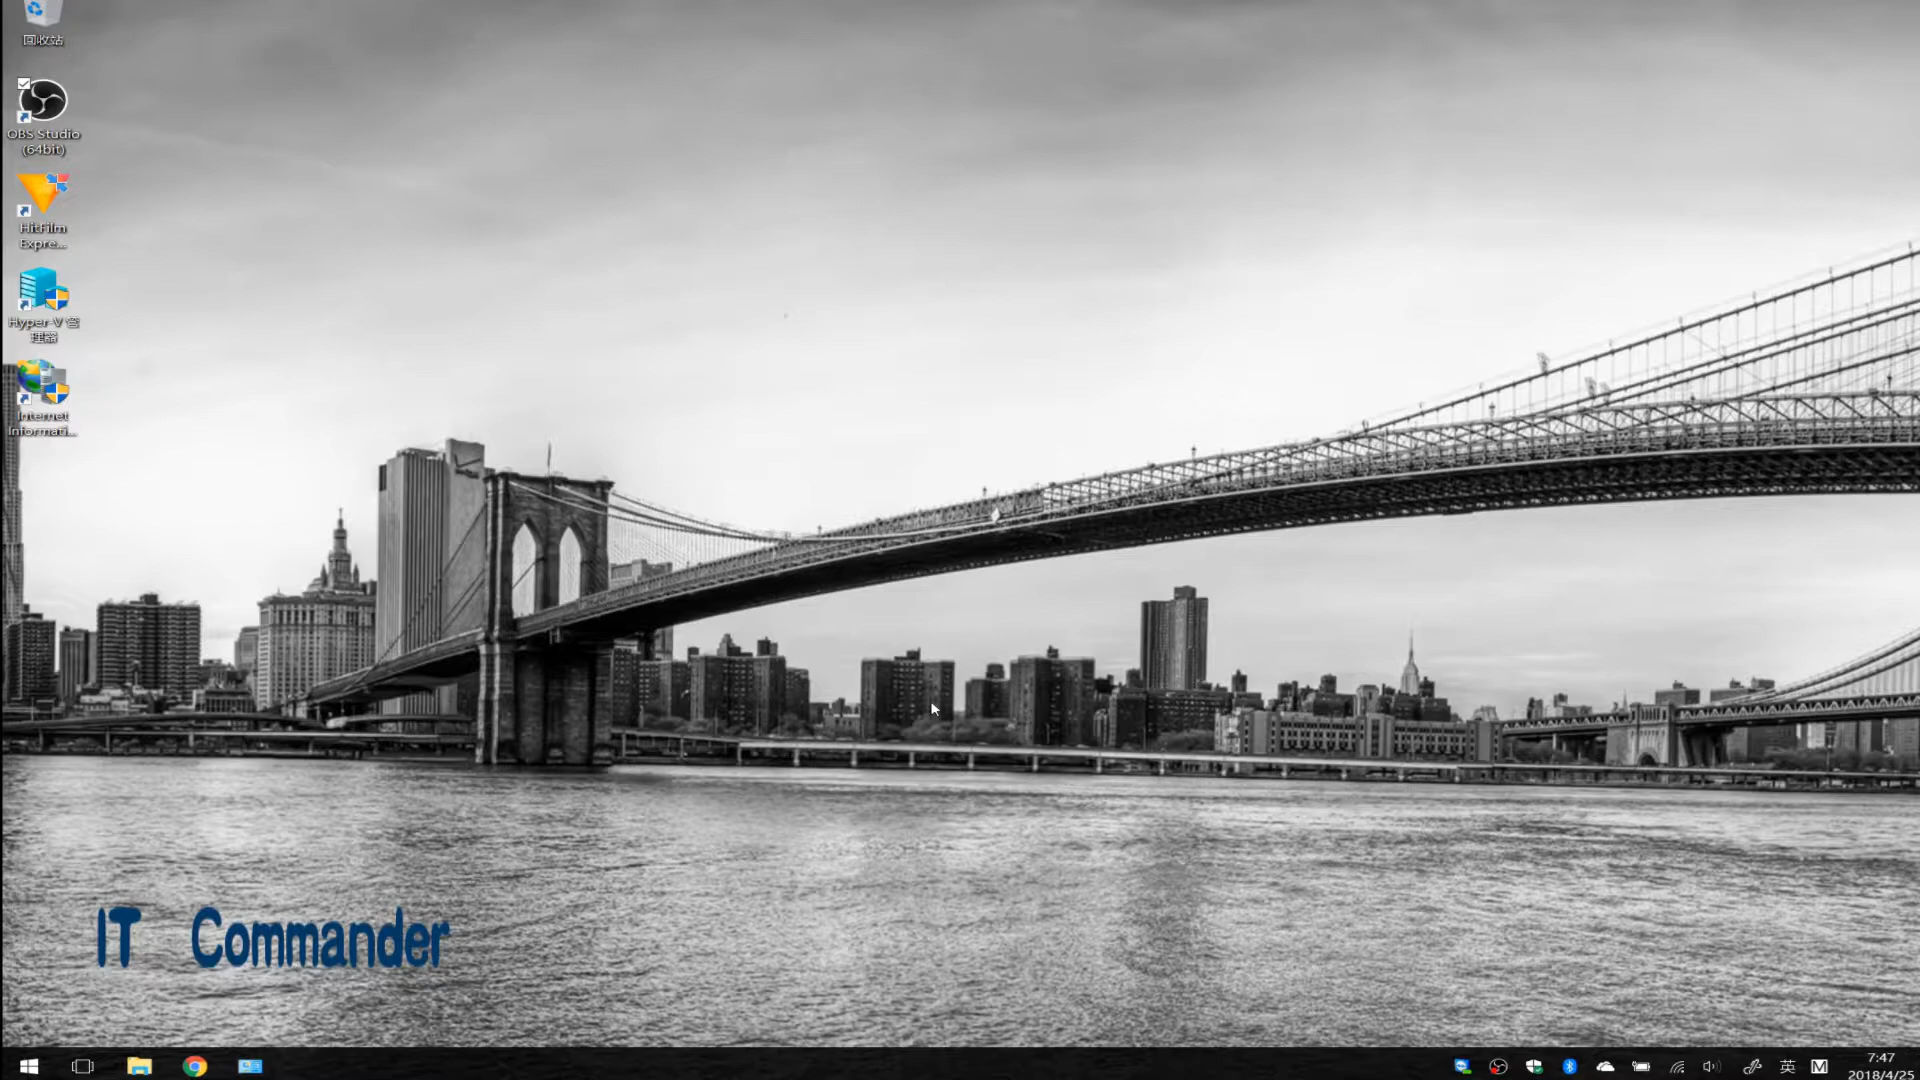 回收站
OBS Studio
(64bit)
HitFilm
Expre...
Hyper-V 管
理器
Internet
Informati...
IT Commander
英
M
7:47
2018/4/25